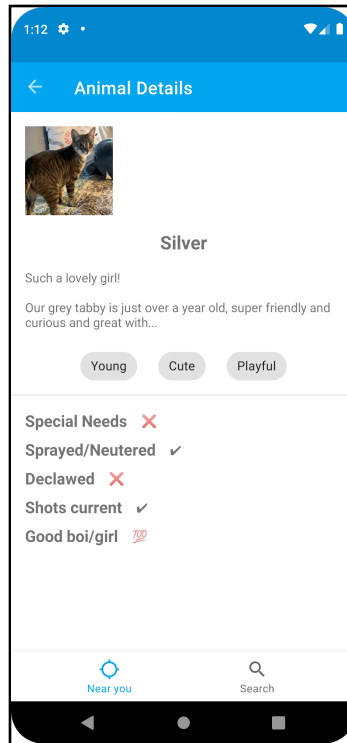 1:12
Animal Details
Silver
Such a lovely girl!
Our grey tabby is just over a year old, super friendly and
curious and great with...
Young Cute Playful
Special Needs ❌
Sprayed/Neutered ✔
Declawed ❌
Shots current ✔
Good boi/girl 💯
Near you Search